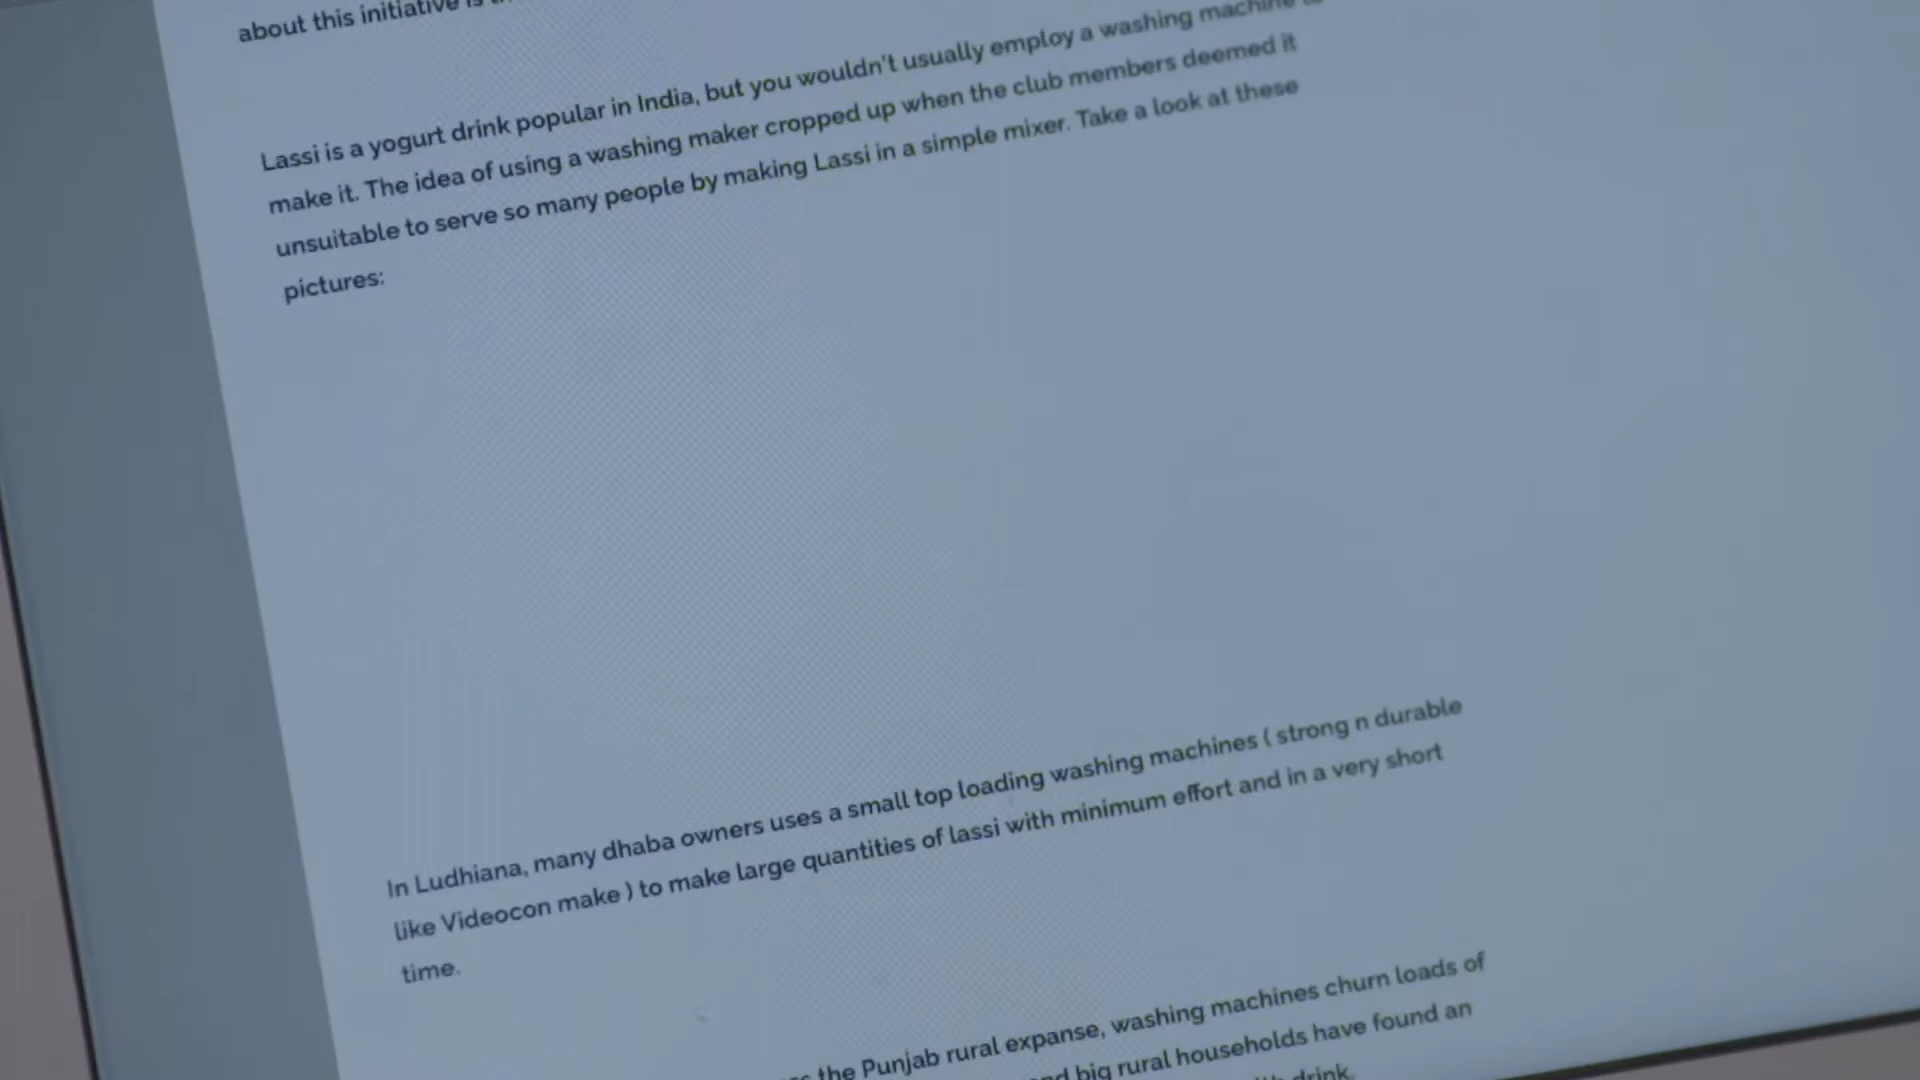 about this initiative is
Lassi is a yogurt drink popular in India, but you wouldn't usually employ a washing machine to
make it. The idea of using a washing maker cropped up when the club members deemed it
unsuitable to serve so many people by making Lassi in a simple mixer. Take a look at these
pictures:
In Ludhiana, many dhaba owners uses a small top loading washing machines ( strong n durable
like Videocon make ) to make large quantities of lassi with minimum effort and in a very short
time.
the Punjab rural expanse, washing machines churn loads of
big rural households have found an
drink.